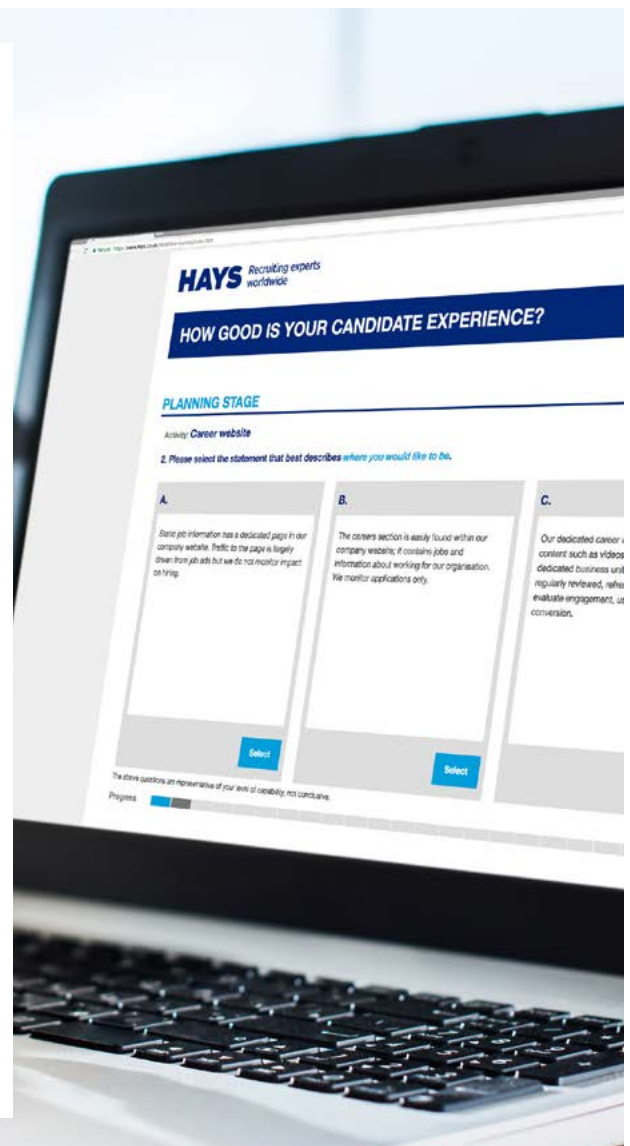 HAYS Recruiting experts
worldwide
HOW GOOD IS YOUR CANDIDATE EXPERIENCE?
PLANNING STAGE
Activity: Career website
2. Please select the statement that best describes where you would like to be.
A.
Static job information has a dedicated page in our
company website. Traffic to the page is largely
driven from job ads but we do not monitor impact
on hiring.
Select
B.
The careers section is easily found within our
company website; it contains jobs and
information about working for our organisation.
We monitor applications only.
Select
C.
Our dedicated career
content such as videos
dedicated business
regularly reviewed,
evaluate engagement,
conversion.
The above questions are representative of your level of capability, not conclusive.
Progress